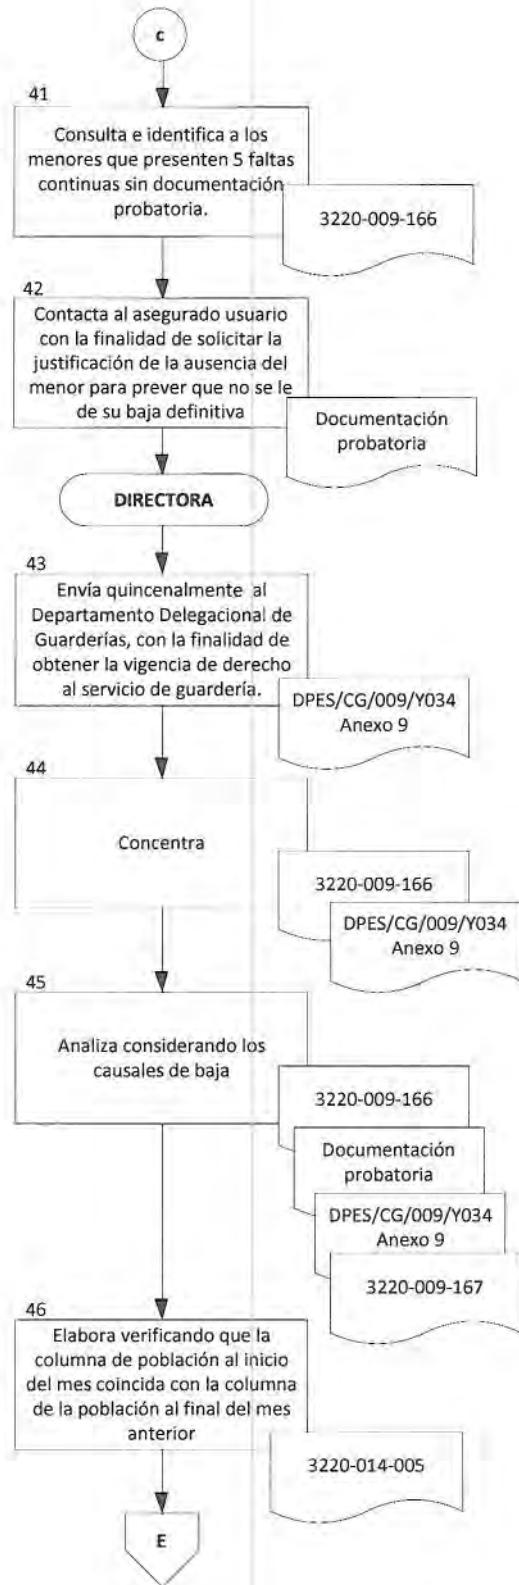 c
41
Consulta e identifica a los
menores que presenten 5 faltas
continuas sin documentación
probatoria.
3220-009-166
42
Contacta al asegurado usuario
con la finalidad de solicitar la
justificación de la ausencia del
menor para prever que no se le
de su baja definitiva
Documentación
probatoria
DIRECTORA
43
Envía quincenalmente al
Departamento Delegacional de
Guarderías, con la finalidad de
obtener la vigencia de derecho
al servicio de guardería.
DPES/CG/009/Y034
Anexo 9
44
Concentra
3220-009-166
DPES/CG/009/Y034
Anexo 9
45
Analiza considerando los
causales de baja
3220-009-166
Documentación
probatoria
DPES/CG/009/Y034
Anexo 9
3220-009-167
46
Elabora verificando que la
columna de población al inicio
del mes coincida con la columna
de la población al final del mes
anterior
3220-014-005
E